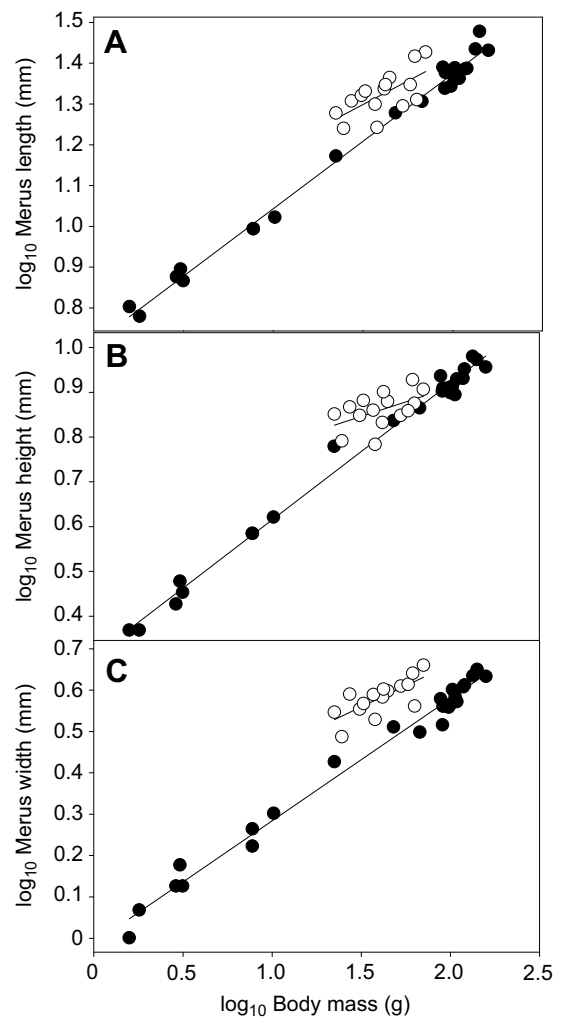 A
log10 Merus length (mm)
1.5
1.4
1.3
1.2
1.1
1.0
0.9
0.8
B
log10 Merus height (mm)
1.0
0.9
0.8
0.7
0.6
0.5
0.4
C
log10 Merus width (mm)
0.7
0.6
0.5
0.4
0.3
0.2
0.1
0
0 0.5 1.0 1.5 2.0 2.5
log10 Body mass (g)